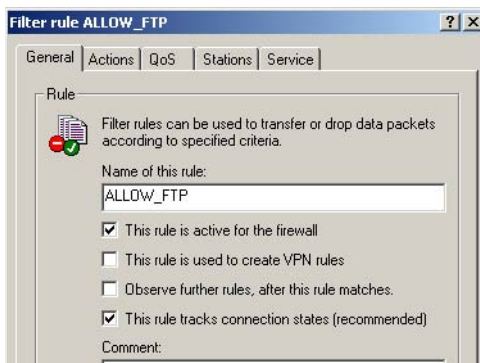 Filter rule ALLOW_FTP
General Actions QoS Stations Service
Rule
Filter rules can be used to transfer or drop data packets
according to specified criteria.
Name of this rule:
ALLOW_FTP
This rule is active for the firewall
This rule is used to create VPN rules
Observe further rules, after this rule matches.
This rule tracks connection states (recommended)
Comment: